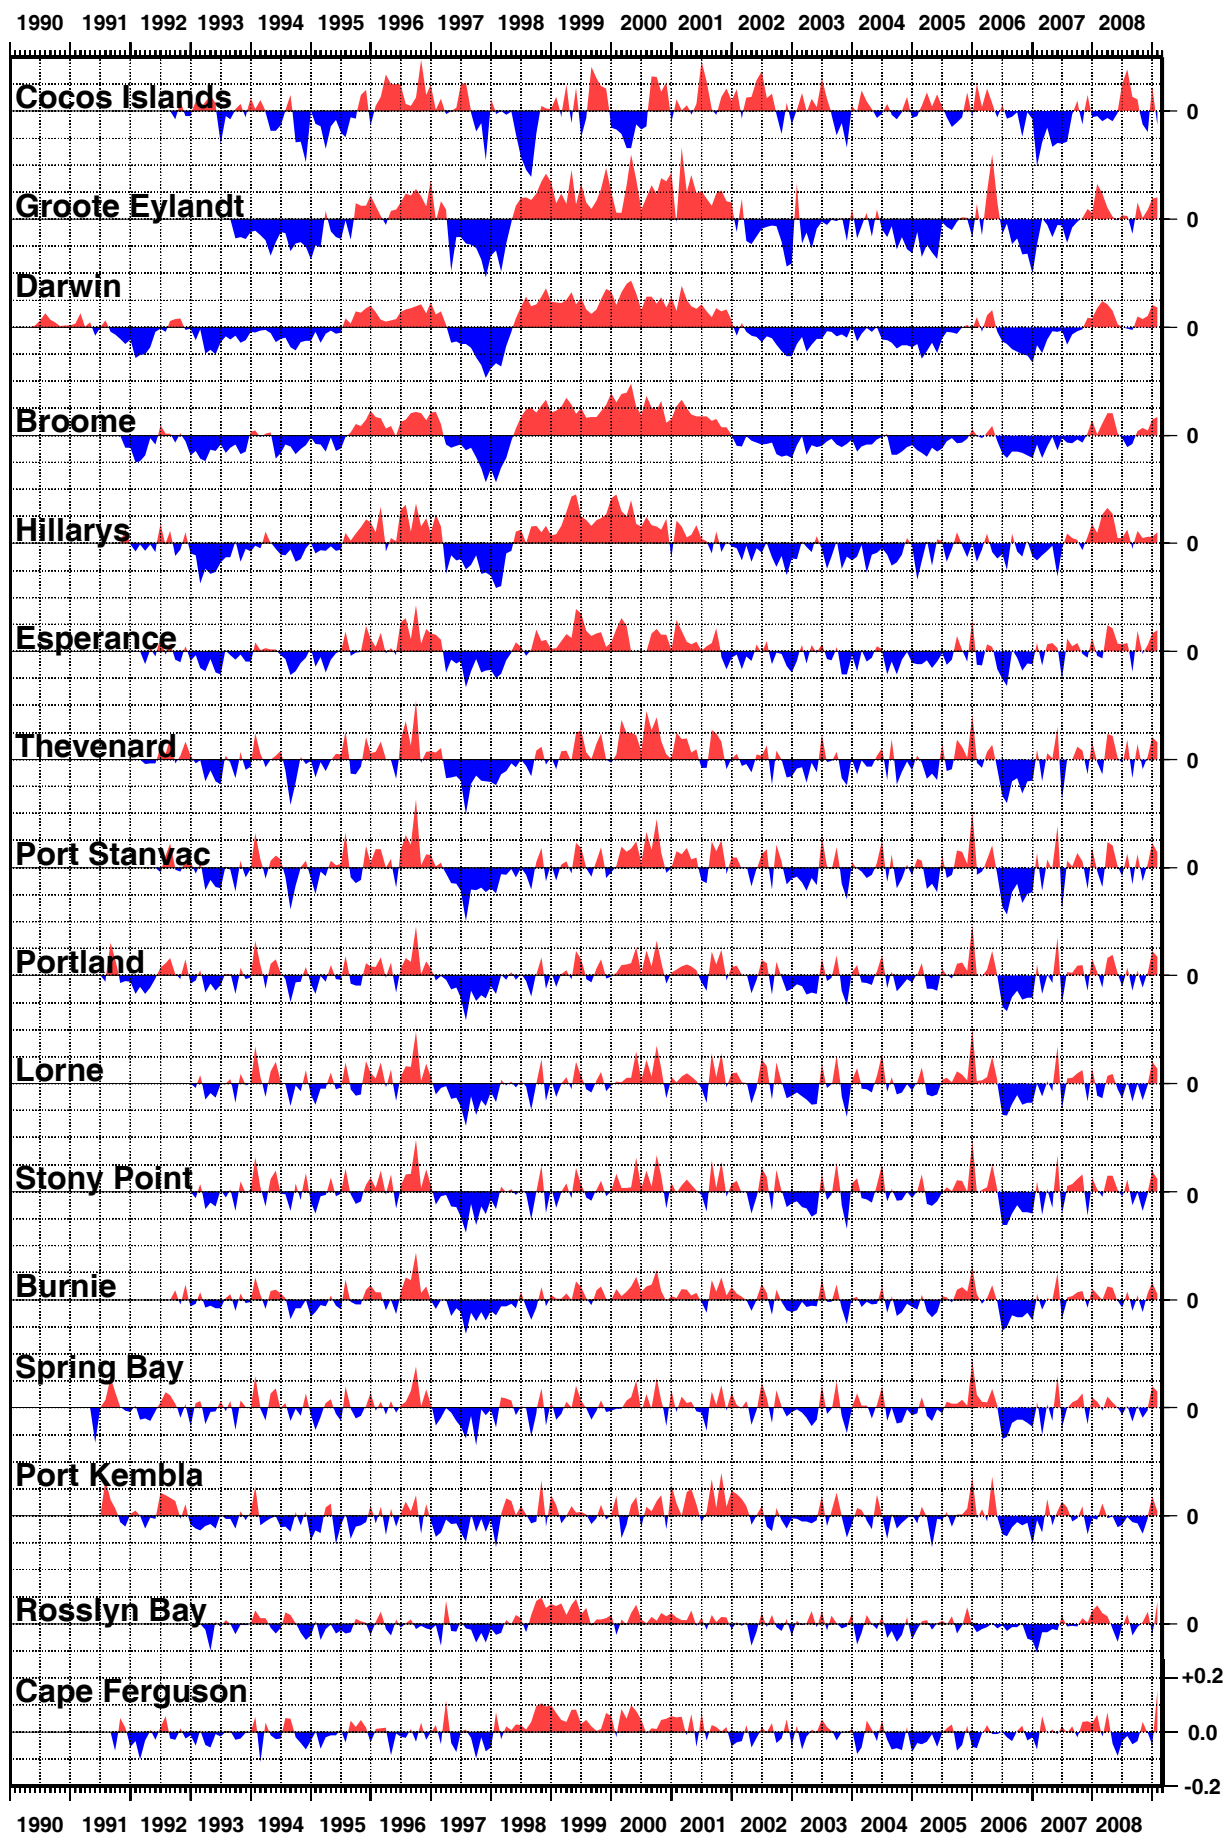 1990 1991 1992 1993 1994 1995 1996 1997 1998 1999 2000 2001 2002 2003 2004 2005 2006 2007 2008
Cocos Islands 0
Groote Eylandt 0
Darwin 0
Broome 0
Hillarys 0
Esperance 0
Thevenard 0
Port Stanvac 0
Portland 0
Lorne 0
Stony Point 0
Burnie 0
Spring Bay 0
Port Kembla 0
Rosslyn Bay 0
+0.2
Cape Ferguson
0.0
-0.2
1990 1991 1992 1993 1994 1995 1996 1997 1998 1999 2000 2001 2002 2003 2004 2005 2006 2007 2008